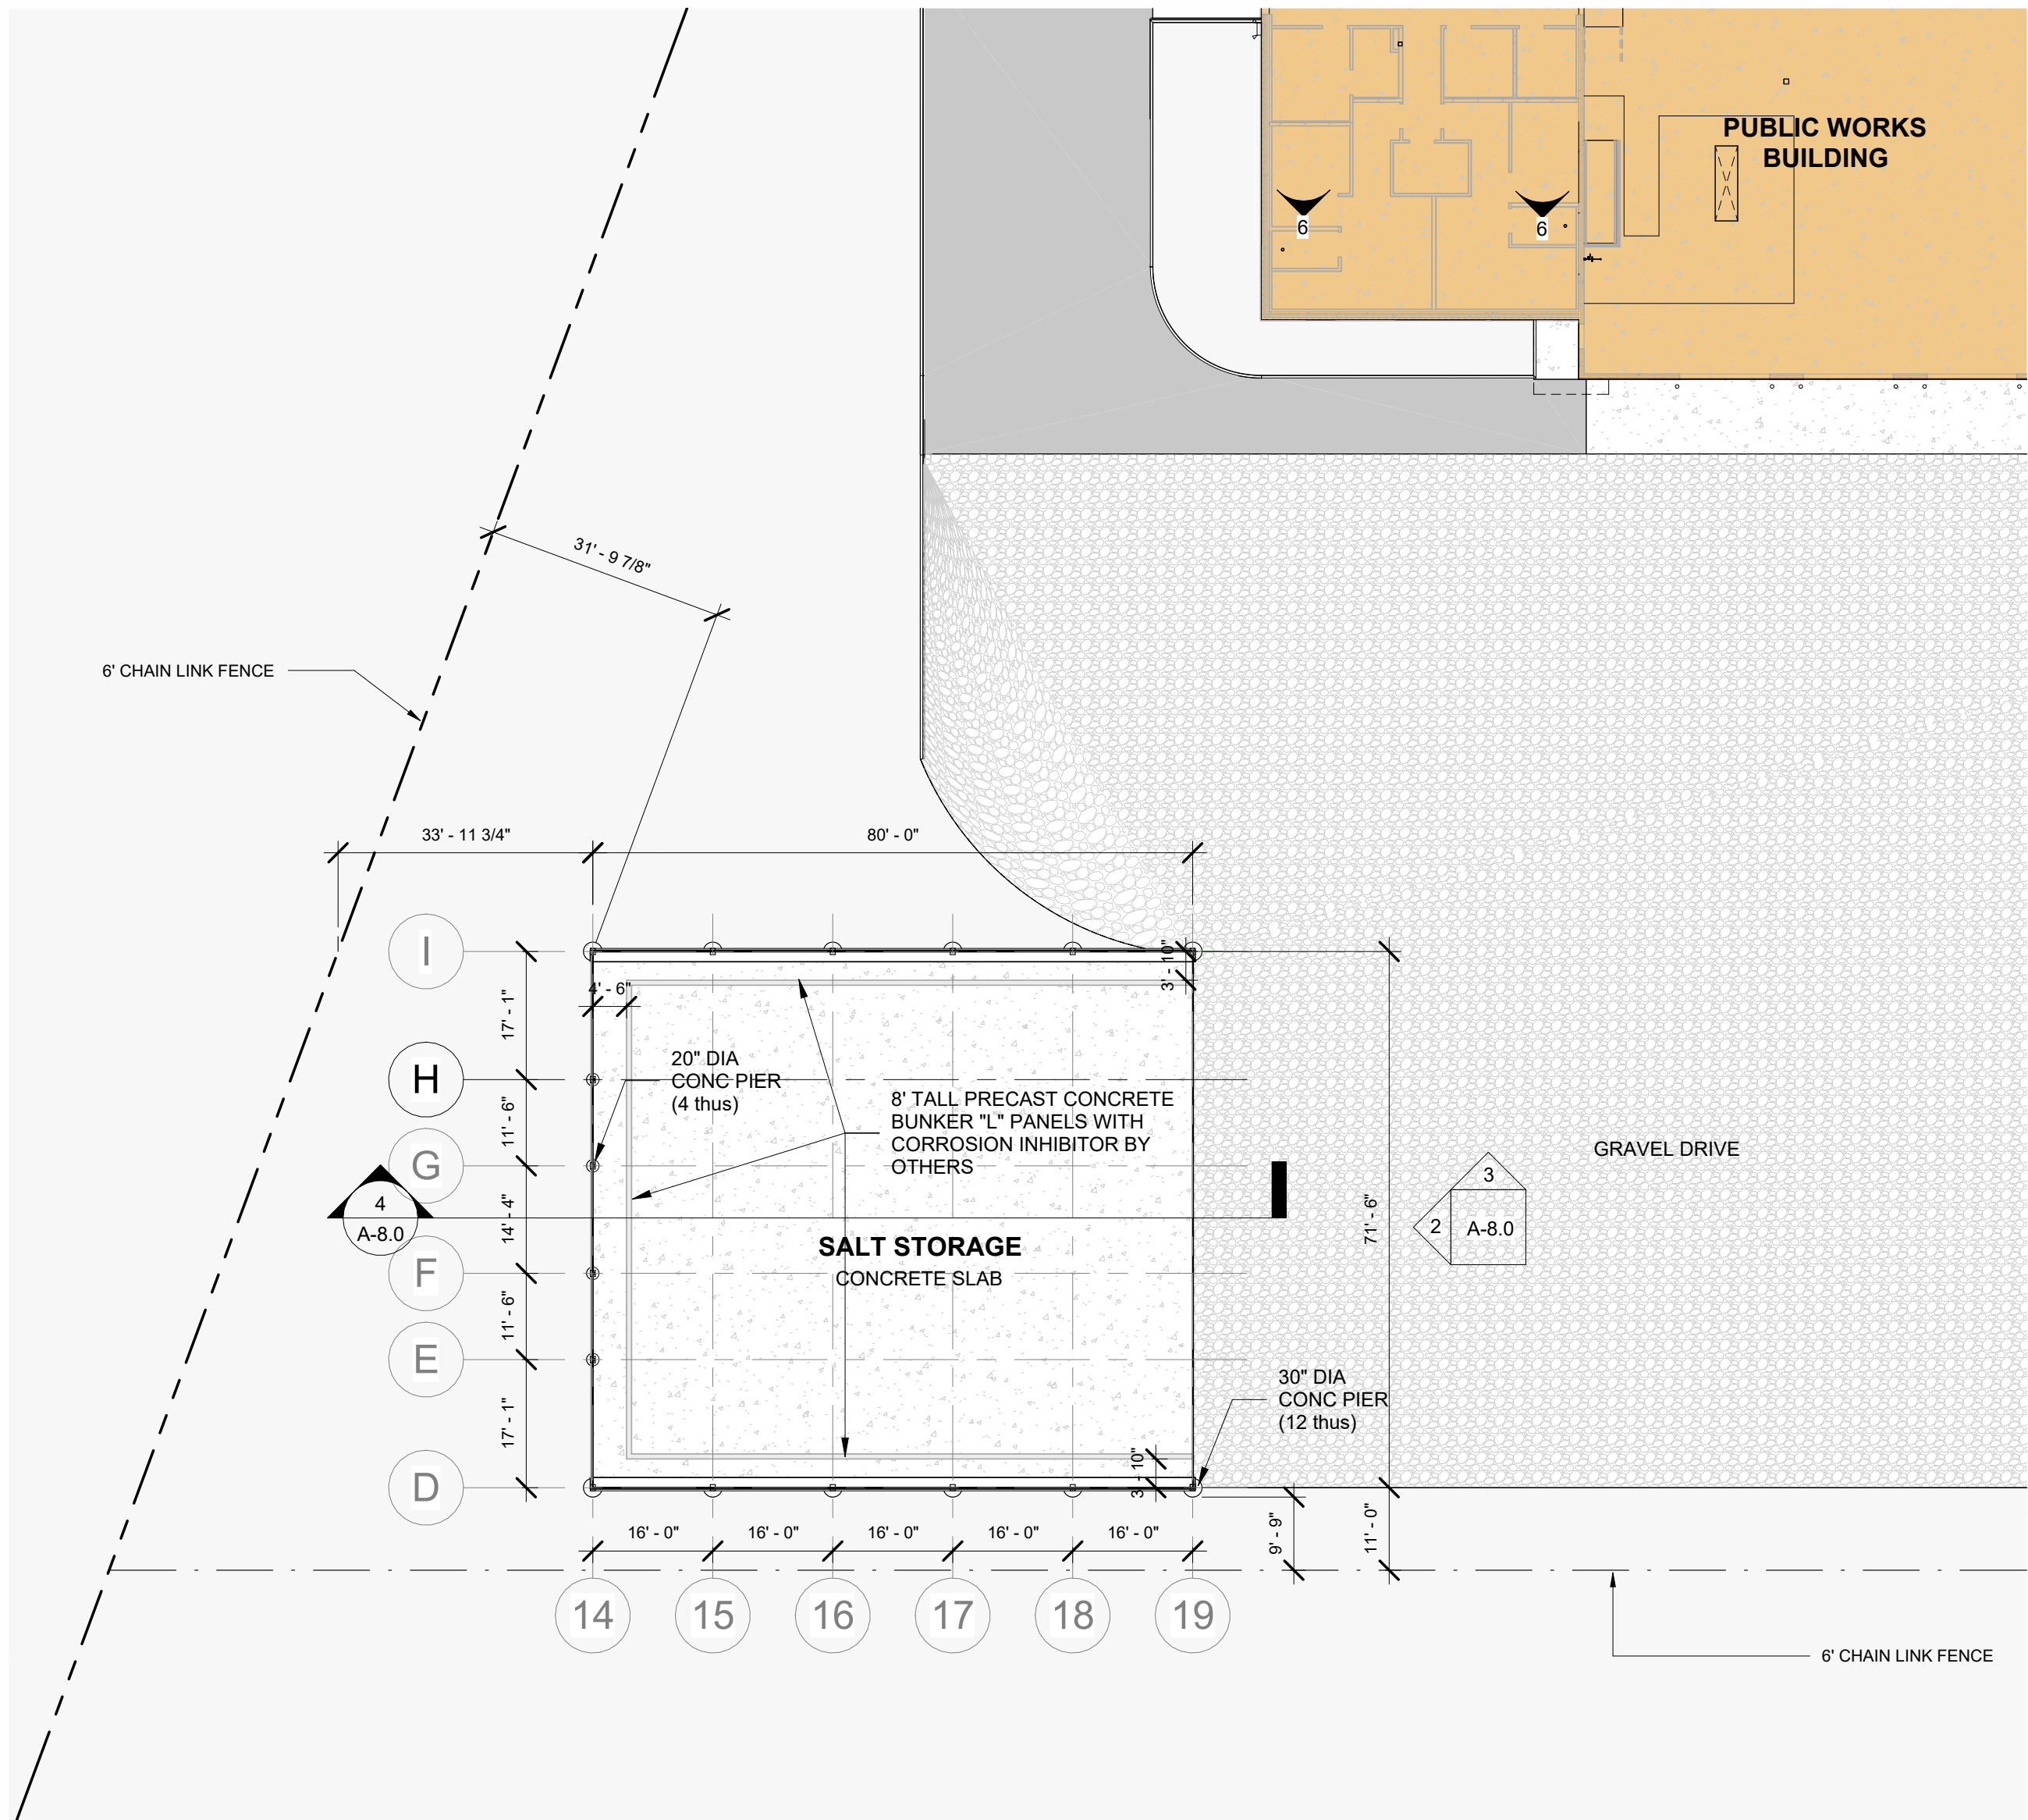 PUBLIC WORKS
BUILDING
6
6
31' - 9 7/8"
6' CHAIN LINK FENCE
33' - 11 3/4"
80' - 0"
I
3' - 10"
4' - 6"
17' - 1"
20" DIA
CONC PIER
(4 thus)
H
8' TALL PRECAST CONCRETE
BUNKER "L" PANELS WITH
CORROSION INHIBITOR BY
OTHERS
11' - 6"
G
GRAVEL DRIVE
3
4
A-8.0
14' - 4"
71' - 6"
2
A-8.0
SALT STORAGE
CONCRETE SLAB
F
11' - 6"
E
30" DIA
CONC PIER
(12 thus)
17' - 1"
3' - 10"
D
16' - 0"
16' - 0"
16' - 0"
16' - 0"
16' - 0"
9' - 9"
11' - 0"
14
15
16
17
18
19
6' CHAIN LINK FENCE